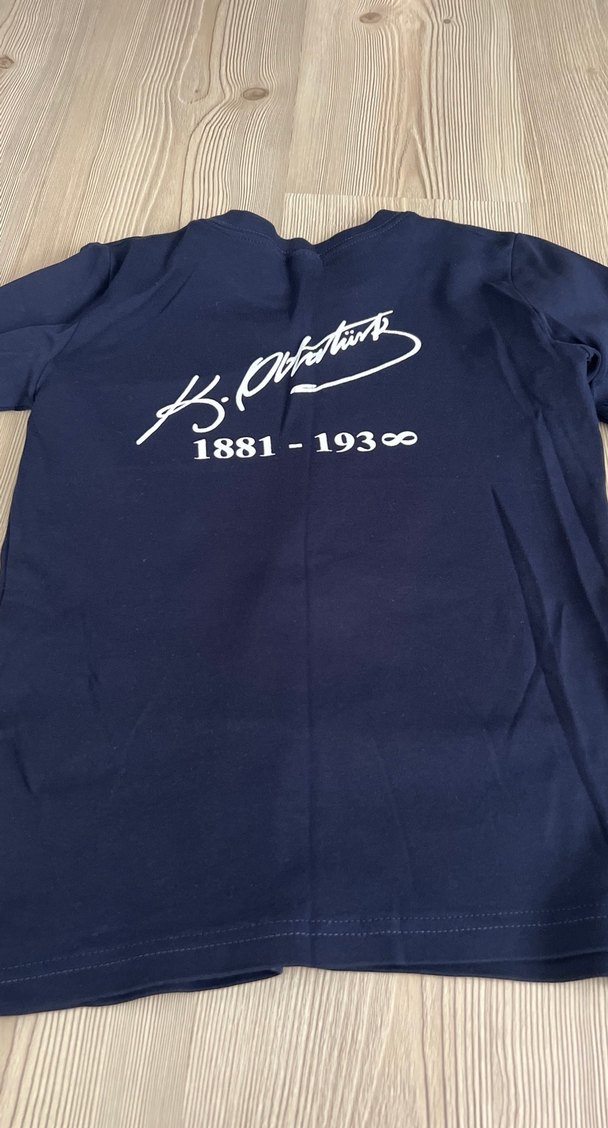 K. Atatürk
1881 - 193∞